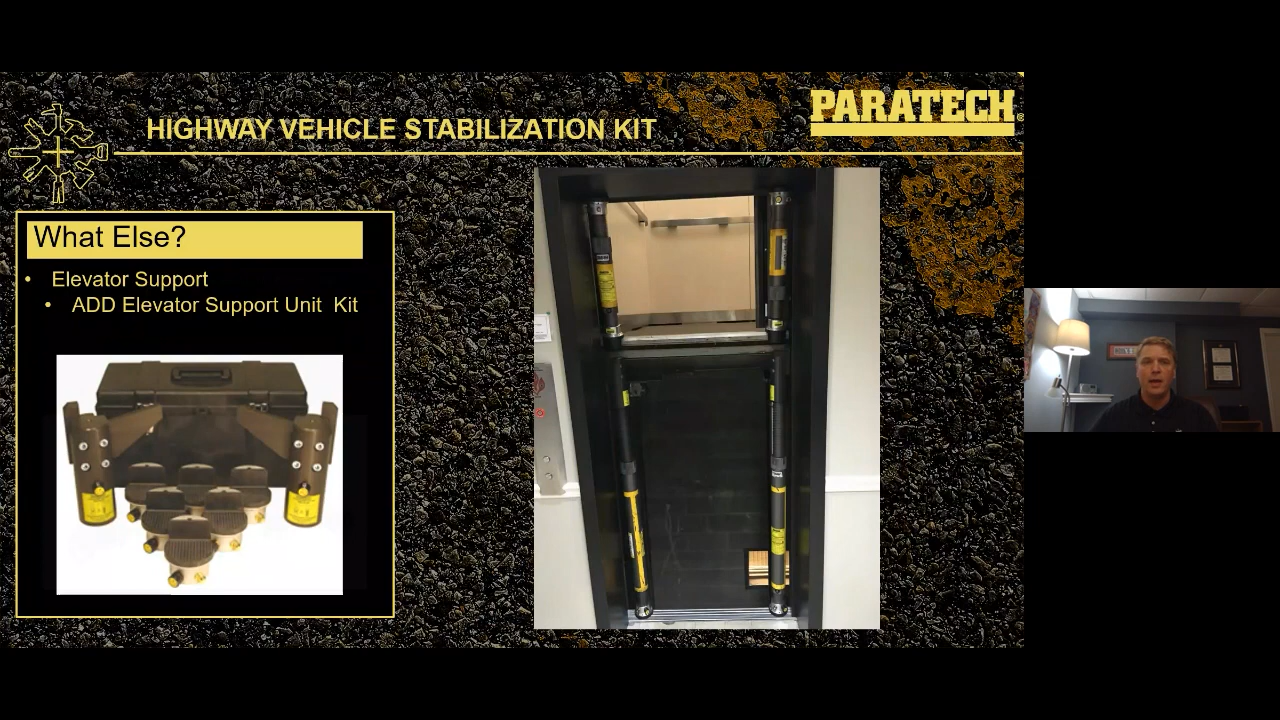 HIGHWAY VEHICLE STABILIZATION KIT
PARATECH®
What Else?
• Elevator Support
• ADD Elevator Support Unit Kit